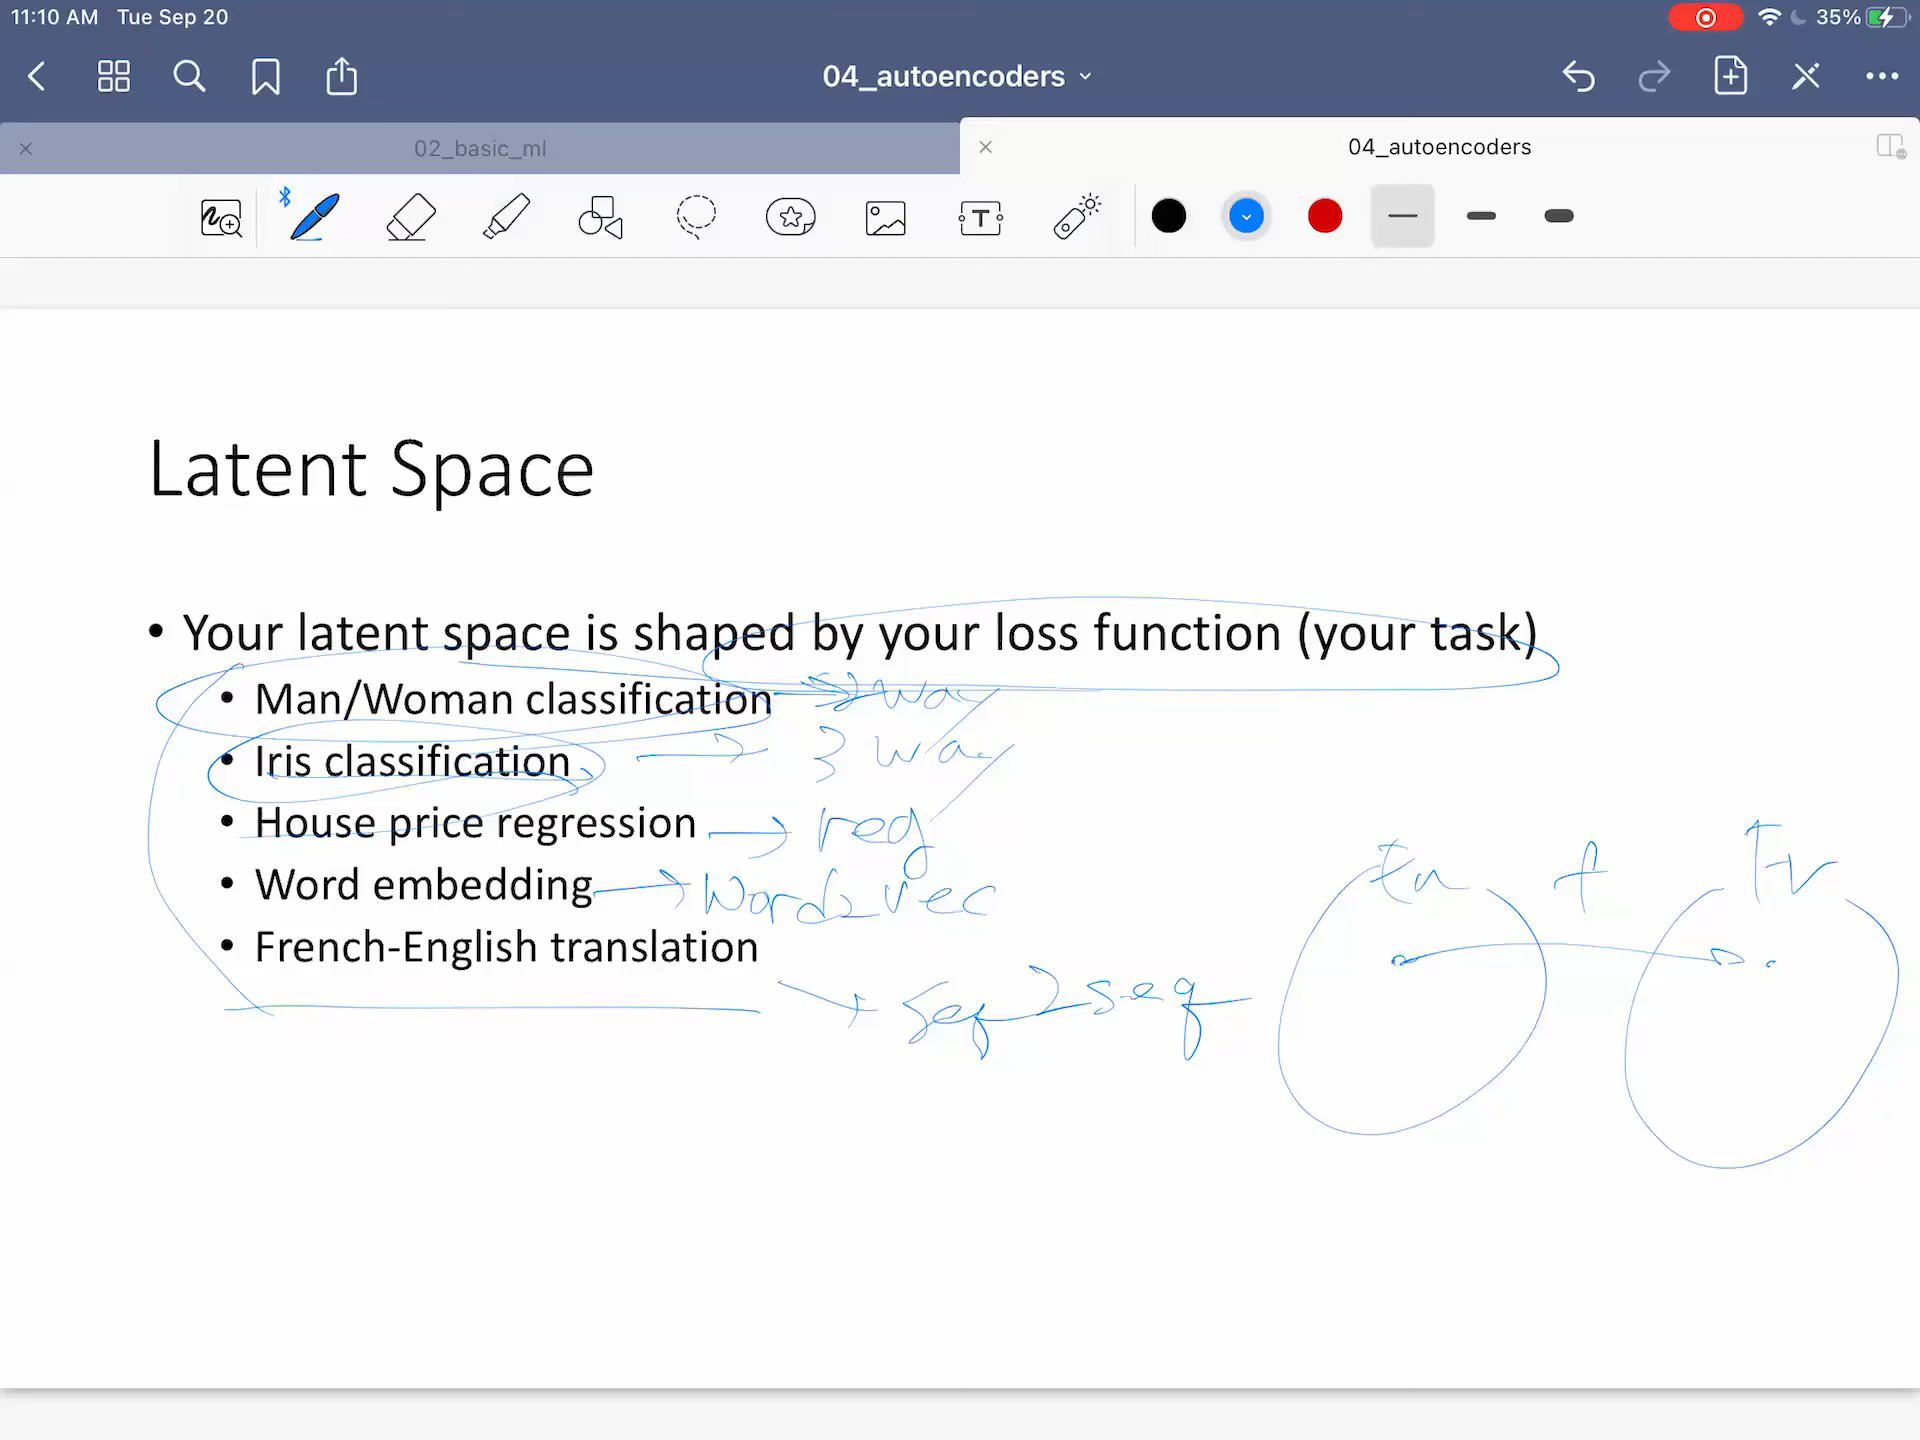 11:10 AM Tue Sep 20
35%
04_autoencoders
02_basic_ml
04_autoencoders
T
Latent Space
• Your latent space is shaped by your loss function (your task)
• Man/Woman classification → 2 way
• Iris classification → 3 way
• House price regression → reg
• Word embedding → Word2vec
• French-English translation
→ Seq2seq
En f Fr